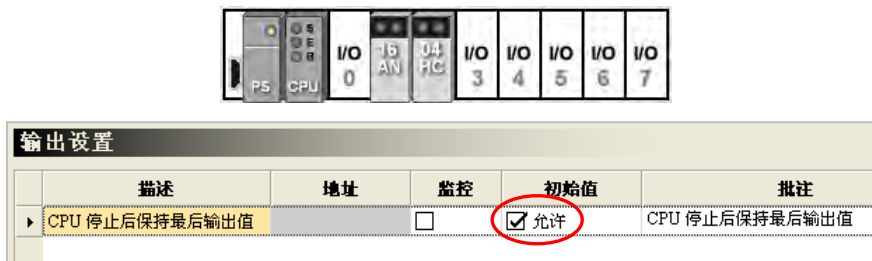 PS CPU I/O 0 16 AN 04 HC I/O 3 I/O 4 I/O 5 I/O 6 I/O 7
输出设置
描述 地址 监控 初始值 批注
CPU 停止后保持最后输出值 允许 CPU 停止后保持最后输出值